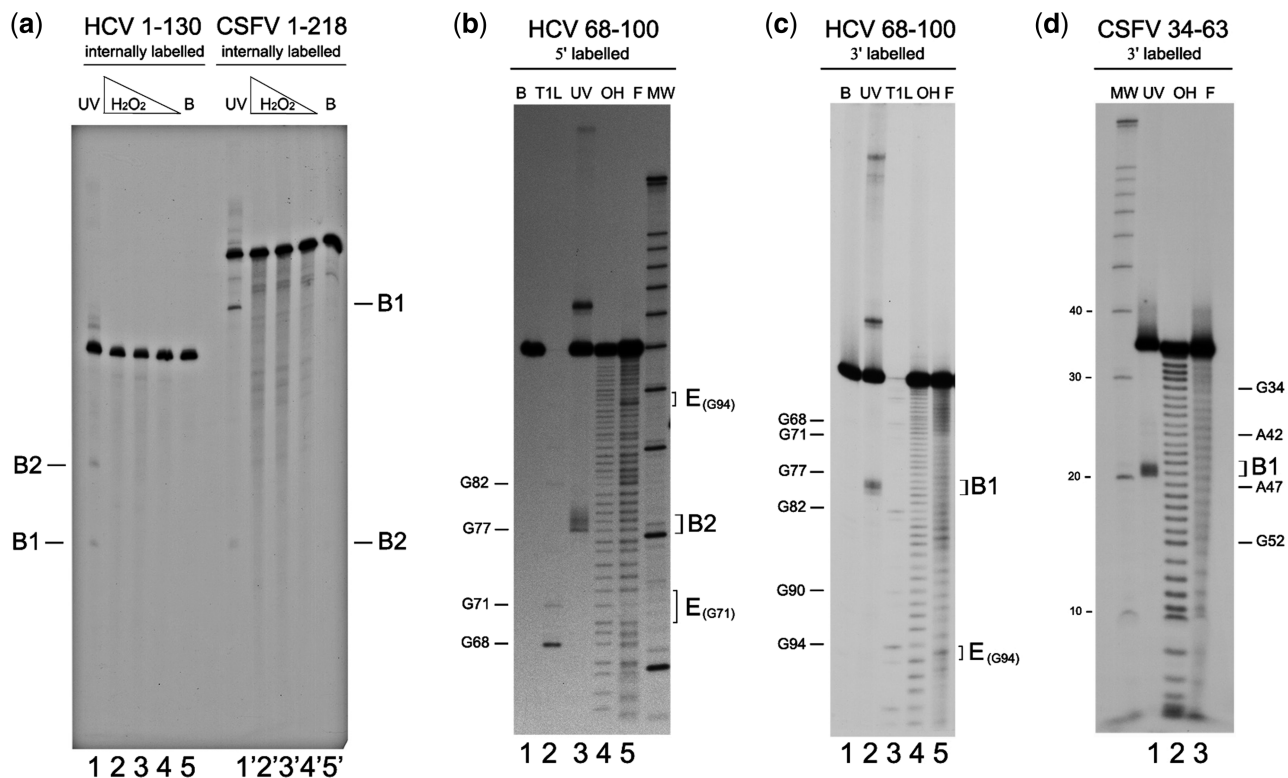 (a) HCV 1-130 CSFV 1-218
internally labelled internally labelled
UV H2O2 B UV H2O2 B
B2
B1
B1
B2
1 2 3 4 5 1' 2' 3' 4' 5'
(b) HCV 68-100
5' labelled
B T1L UV OH F MW
G82
G77
G71
G68
E(G94)
B2
E(G71)
1 2 3 4 5
(c) HCV 68-100
3' labelled
B UV T1L OH F
G68
G71
G77
G82
G90
G94
B1
E(G94)
1 2 3 4 5
(d) CSFV 34-63
3' labelled
MW UV OH F
40
30
20
10
G34
A42
B1
A47
G52
1 2 3